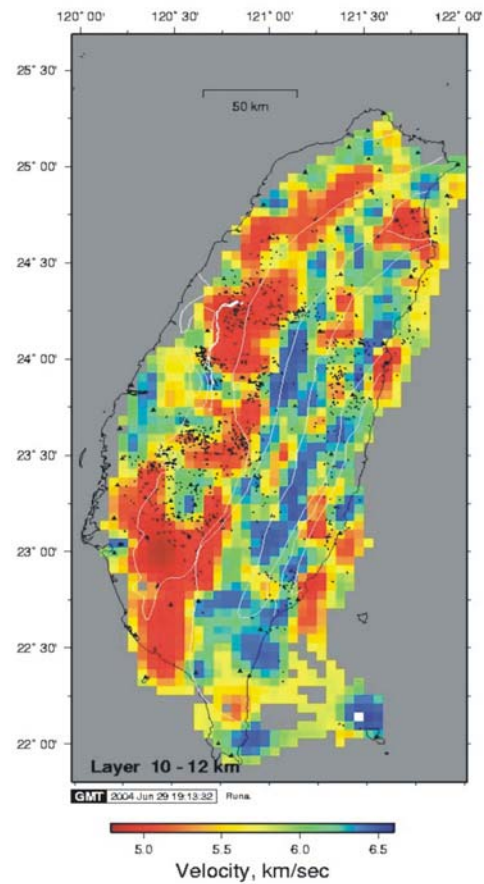 120° 00' 120° 30' 121° 00' 121° 30' 122° 00'
25° 30'
50 km
25° 00'
24° 30'
24° 00'
23° 30'
23° 00'
22° 30'
22° 00'
Layer 10 - 12 km
GMT 2004 Jun 29 19:13:32 Runa.
5.0 5.5 6.0 6.5
Velocity, km/sec